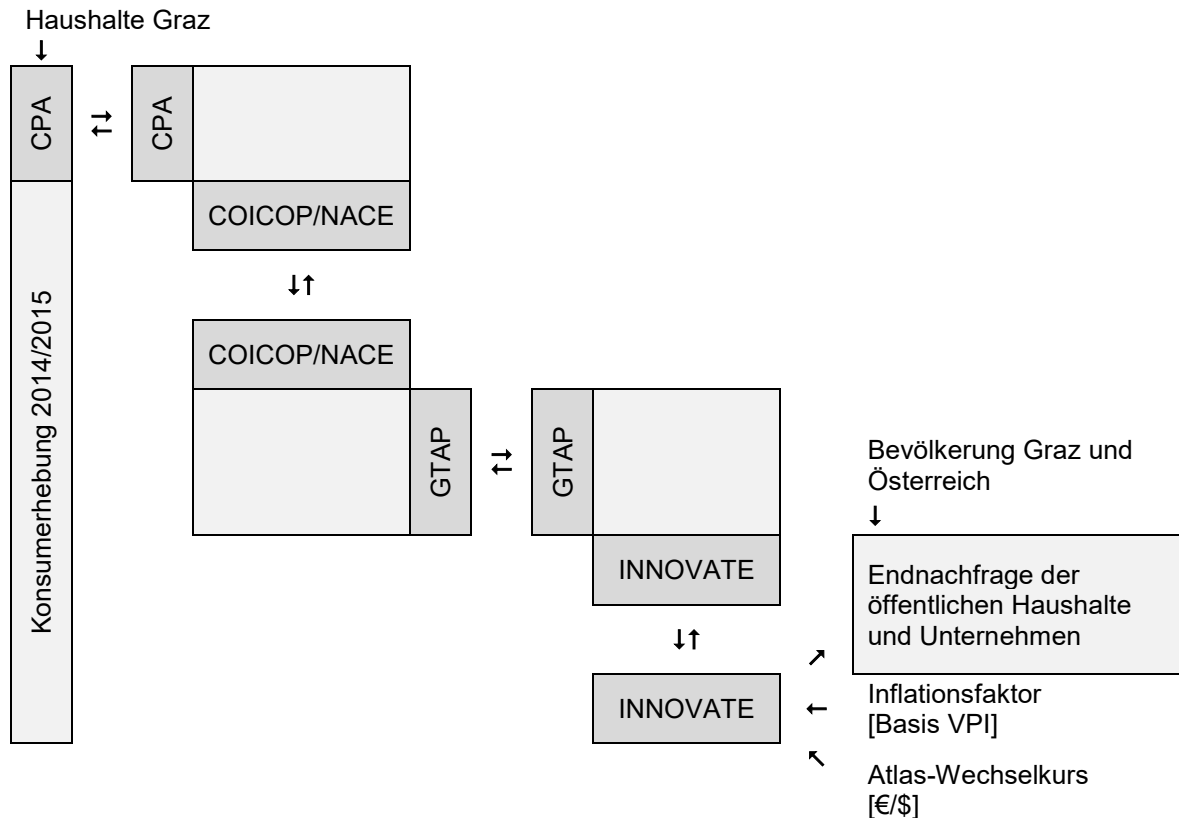 Haushalte Graz
CPA
CPA
COICOP/NACE
Konsumerhebung 2014/2015
COICOP/NACE
GTAP
GTAP
INNOVATE
Bevölkerung Graz und
Österreich
Endnachfrage der
öffentlichen Haushalte
und Unternehmen
INNOVATE
Inflationsfaktor
[Basis VPI]
Atlas-Wechselkurs
[€/$]